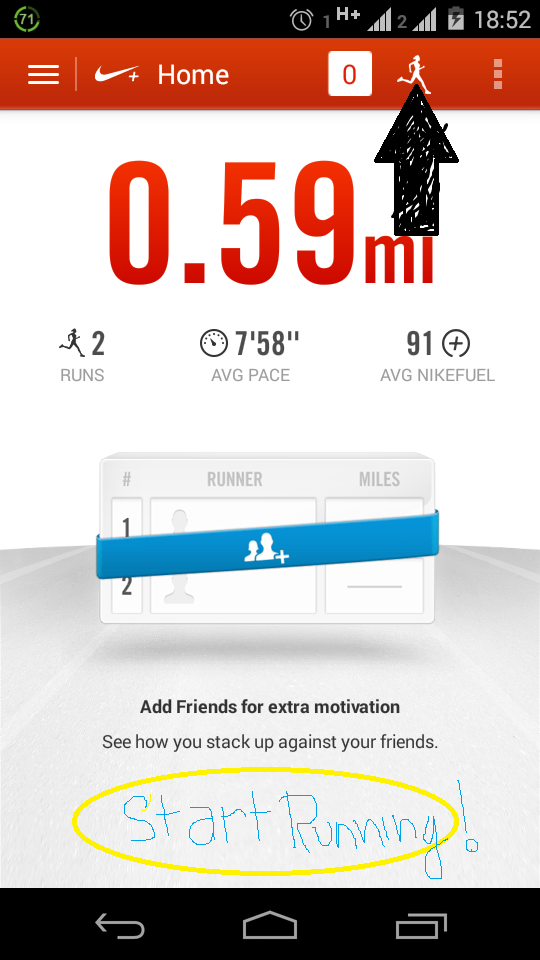 71 1 H+ 2 18:52
Home 0
0.59mi
2 7'58" 91
RUNS AVG PACE AVG NIKEFUEL
# RUNNER MILES
1
2
Add Friends for extra motivation
See how you stack up against your friends.
Start Running!